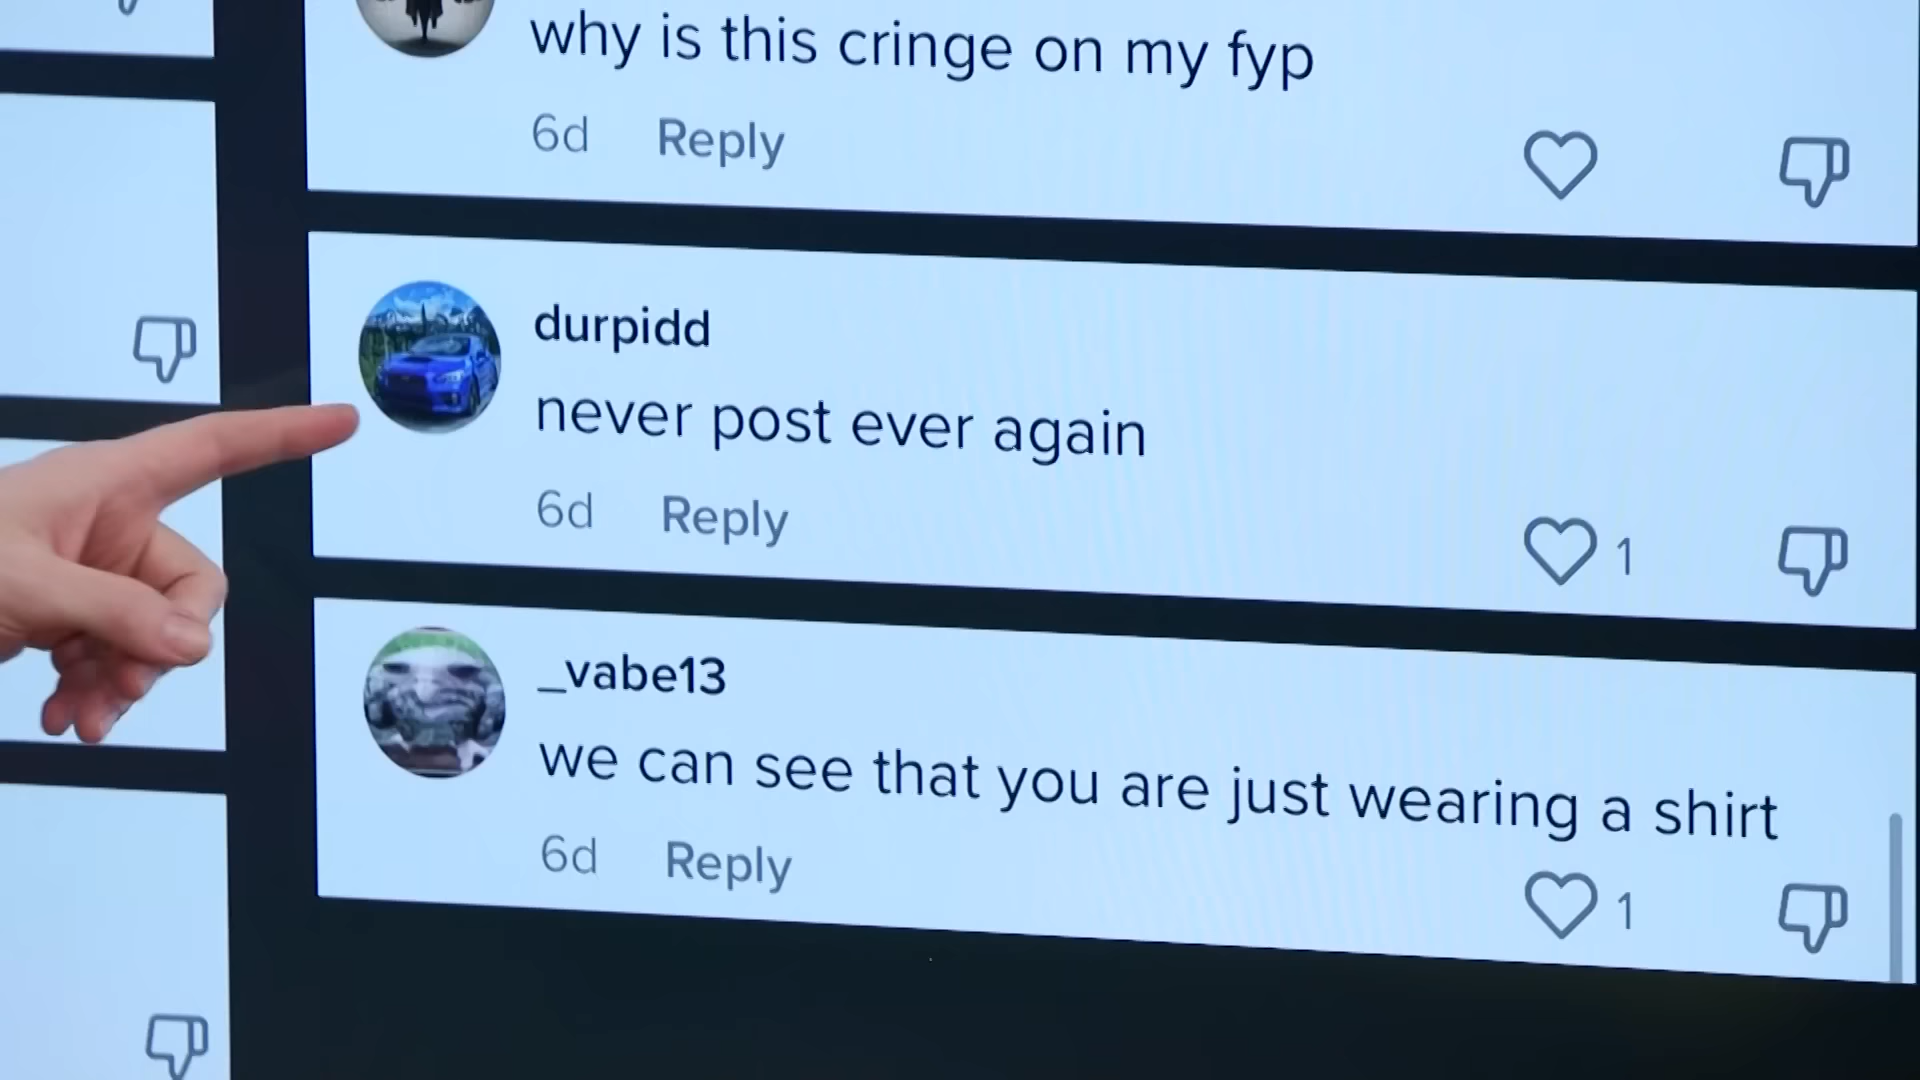 why is this cringe on my fyp
6d Reply
durpidd
never post ever again
6d Reply
1
_vabe13
we can see that you are just wearing a shirt
6d Reply
1